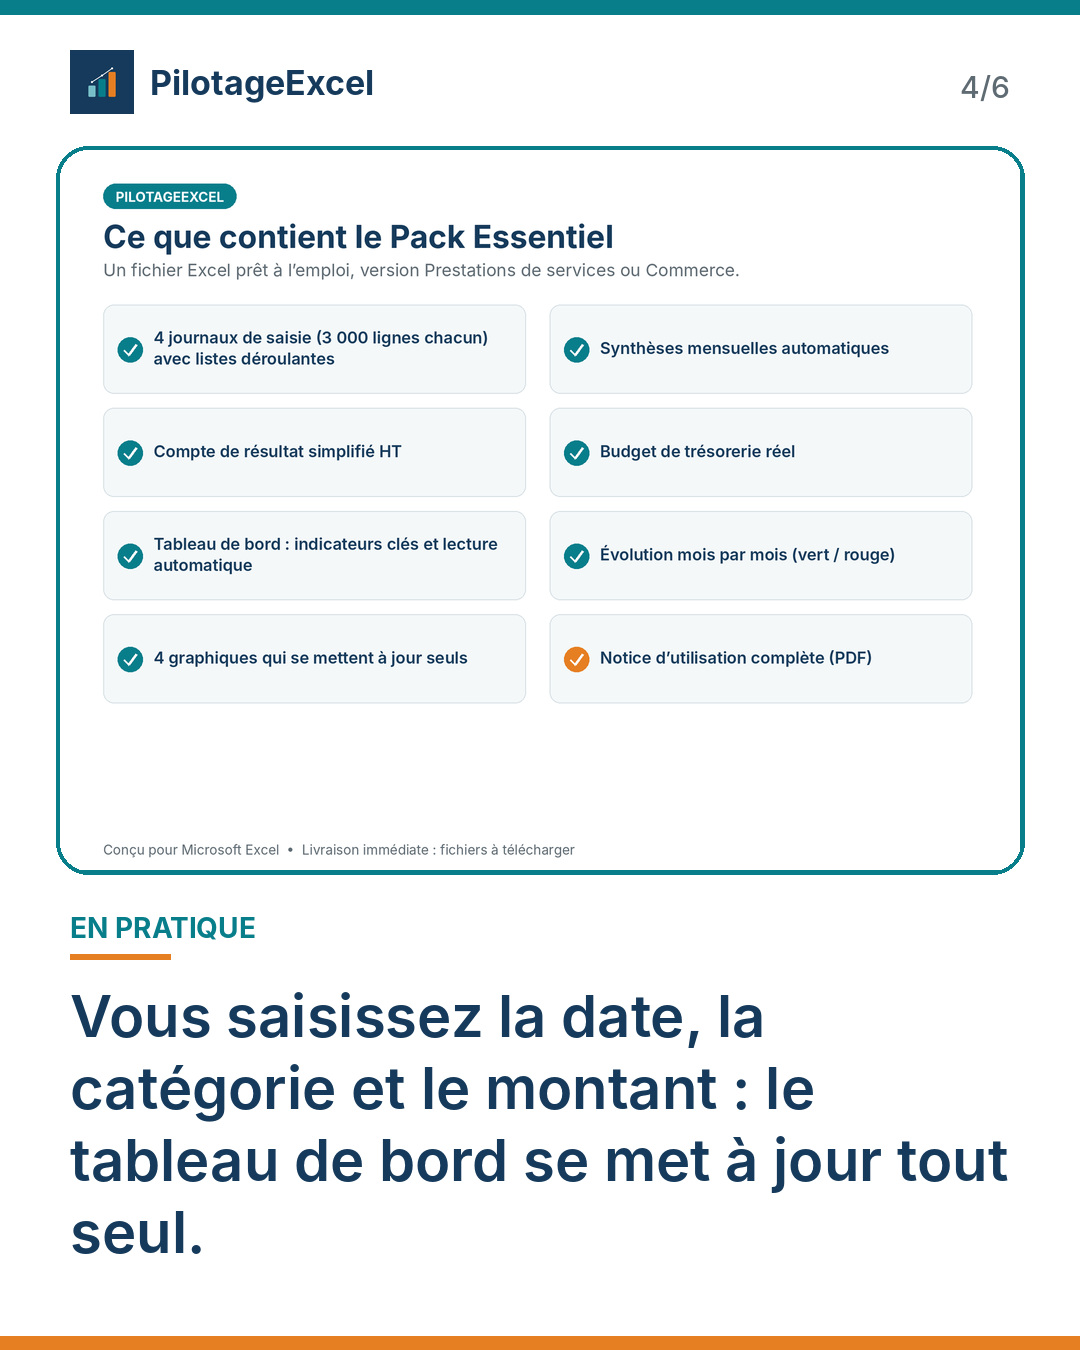 PilotageExcel
4/6
PILOTAGEEXCEL
Ce que contient le Pack Essentiel
Un fichier Excel prêt à l’emploi, version Prestations de services ou Commerce.
4 journaux de saisie (3 000 lignes chacun)
avec listes déroulantes
Synthèses mensuelles automatiques
Compte de résultat simplifié HT
Budget de trésorerie réel
Tableau de bord : indicateurs clés et lecture
automatique
Évolution mois par mois (vert / rouge)
4 graphiques qui se mettent à jour seuls
Notice d’utilisation complète (PDF)
Conçu pour Microsoft Excel • Livraison immédiate : fichiers à télécharger
EN PRATIQUE
Vous saisissez la date, la
catégorie et le montant : le
tableau de bord se met à jour tout
seul.